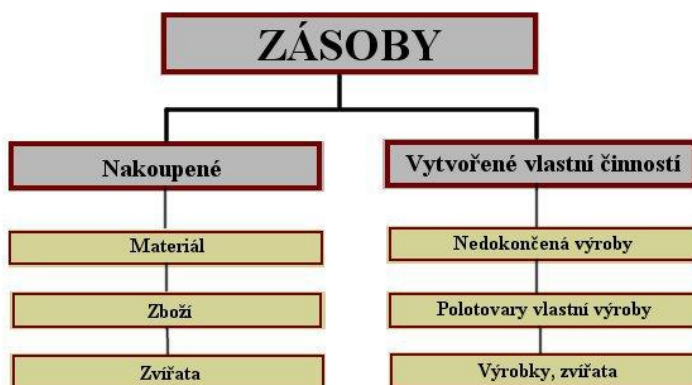 ZÁSOBY
Nakoupené
Materiál
Zboží
Zvířata
Vytvořené vlastní činností
Nedokončená výroby
Polotovary vlastní výroby
Výrobky, zvířata